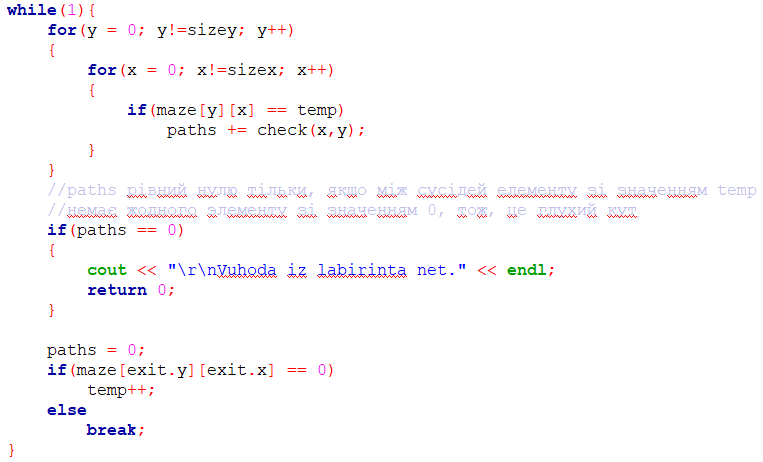 while(1){
for(y = 0; y!=sizey; y++)
{
for(x = 0; x!=sizex; x++)
{
if(maze[y][x] == temp)
paths += check(x,y);
}
}
//paths рівний нулю тільки, якщо між сусідей елементу зі значенням temp
//немає жодного элементу зі значенням 0, тож, це глухий кут
if(paths == 0)
{
cout << "\r\nVuhoda iz labirinta net." << endl;
return 0;
}
paths = 0;
if(maze[exit.y][exit.x] == 0)
temp++;
else
break;
}